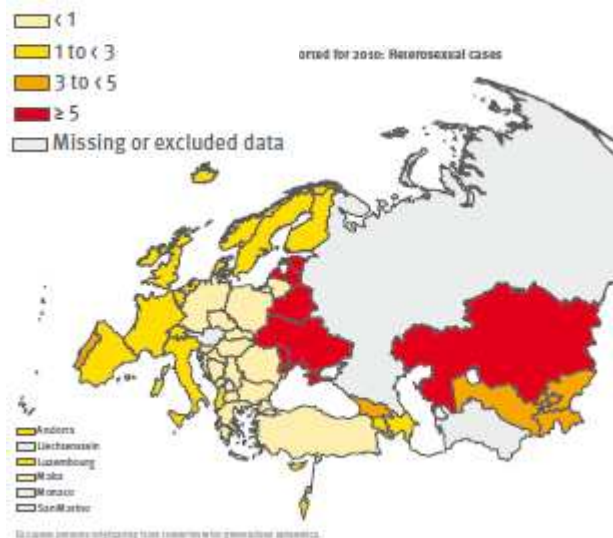 < 1
1 to < 3
3 to < 5
≥ 5
Missing or excluded data
orted for 2010: Heterosexual cases
Andorra
Liechtenstein
Luxembourg
Malta
Monaco
San Marino